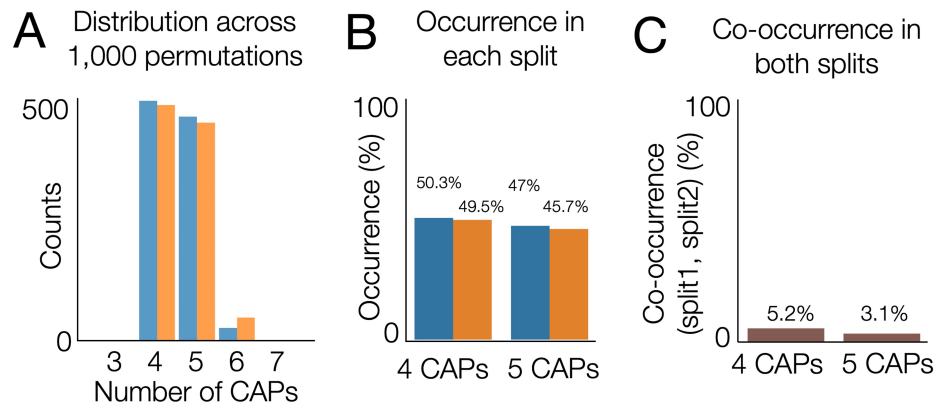 A
Distribution across
1,000 permutations
500
0
Counts
3 4 5 6 7
Number of CAPs
B
Occurrence in
each split
100
0
Occurrence (%)
50.3%
49.5%
47%
45.7%
4 CAPs 5 CAPs
C
Co-occurrence in
both splits
100
0
Co-occurrence
(split1, split2) (%)
5.2%
3.1%
4 CAPs 5 CAPs